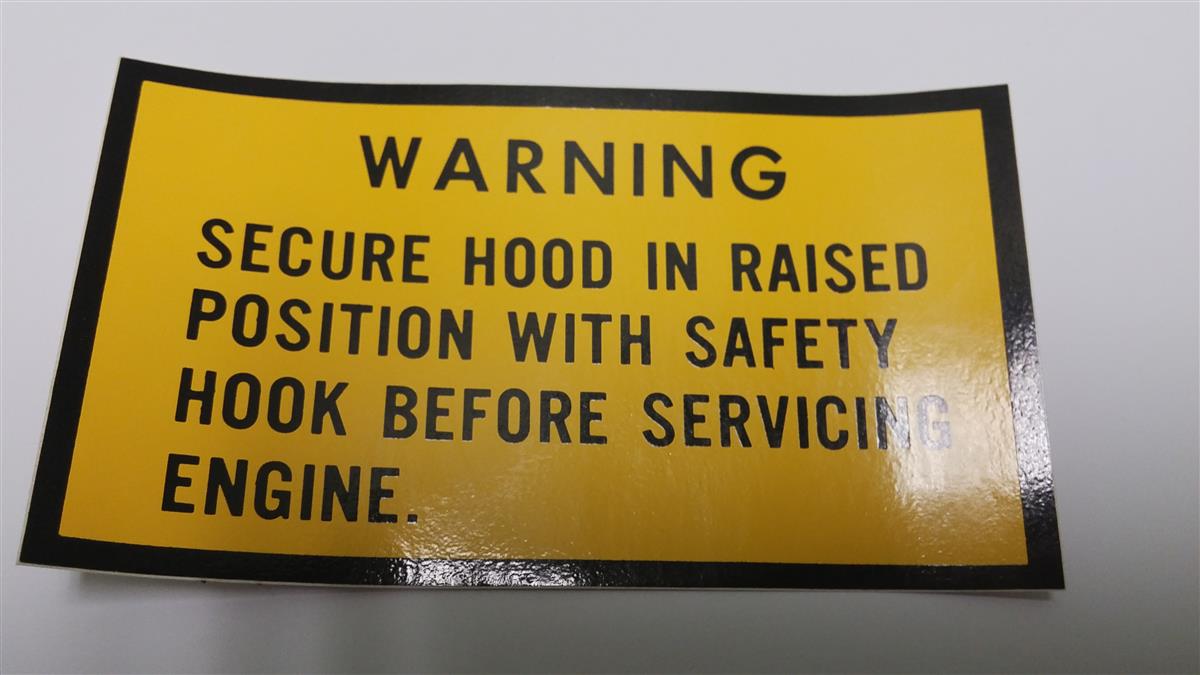 WARNING
SECURE HOOD IN RAISED
POSITION WITH SAFETY
HOOK BEFORE SERVICING
ENGINE.